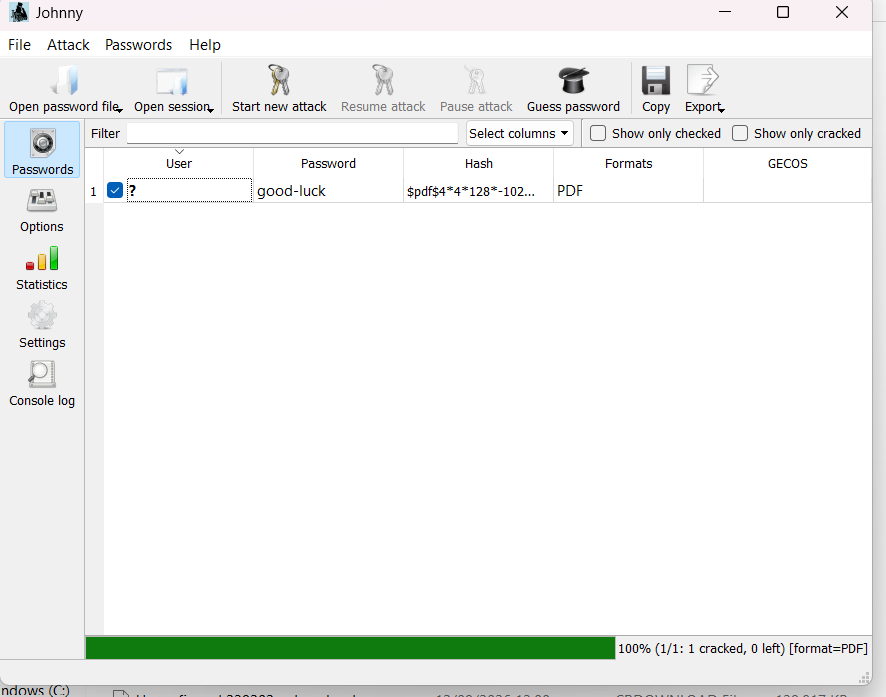 Johnny
File Attack Passwords Help
Open password file Open session Start new attack Resume attack Pause attack Guess password Copy Export
Filter Select columns Show only checked Show only cracked
Passwords
User Password Hash Formats GECOS
1 ? good-luck $pdf$4*4*128*-102... PDF
Options
Statistics
Settings
Console log
100% (1/1: 1 cracked, 0 left) [format=PDF]
ndows (C:)